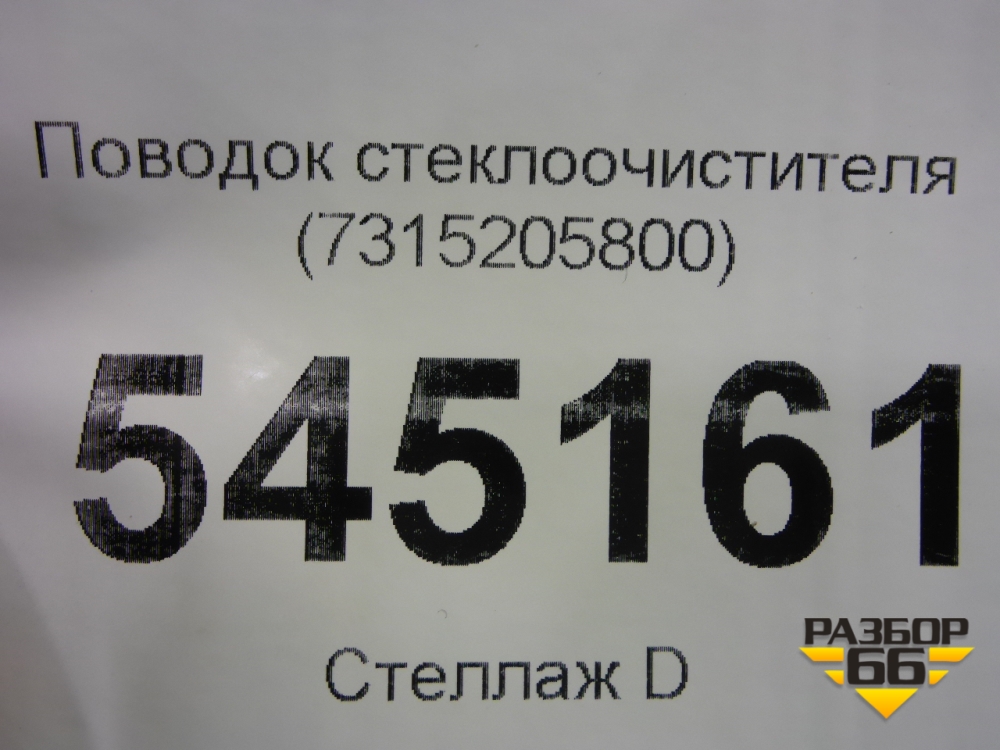 Поводок стеклоочистителя
(7315205800)
545161
Стеллаж D
РАЗБОР
66